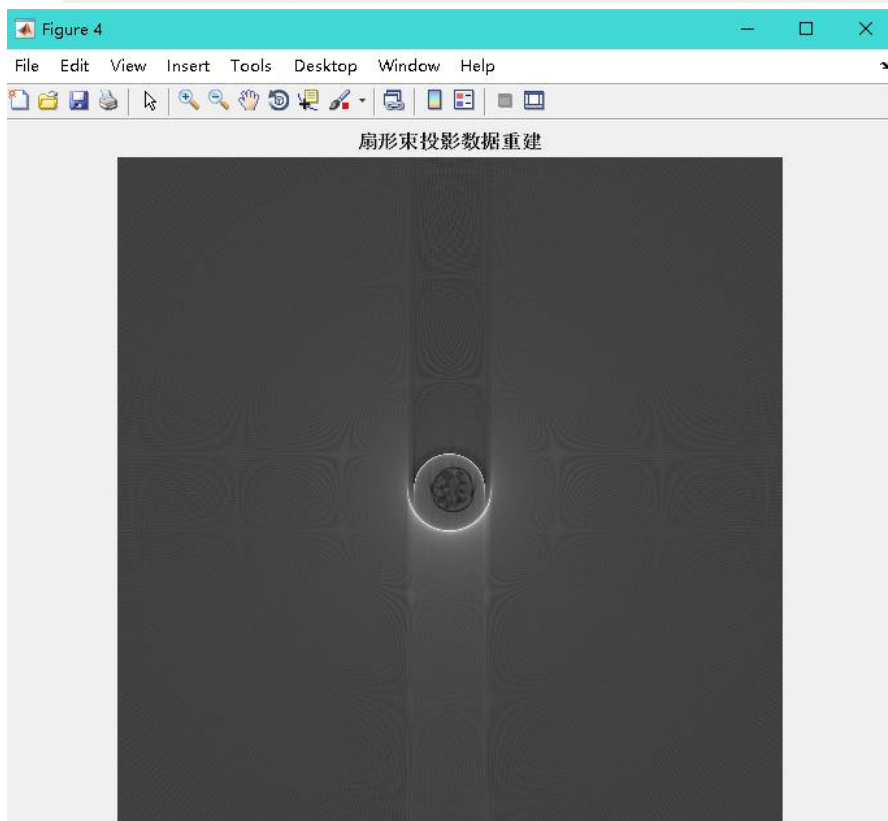 Figure 4
File Edit View Insert Tools Desktop Window Help
扇形束投影数据重建